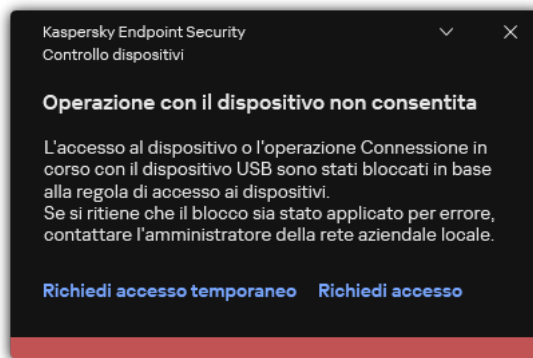 Kaspersky Endpoint Security
Controllo dispositivi
Operazione con il dispositivo non consentita
L'accesso al dispositivo o l'operazione Connessione in
corso con il dispositivo USB sono stati bloccati in base
alla regola di accesso ai dispositivi.
Se si ritiene che il blocco sia stato applicato per errore,
contattare l'amministratore della rete aziendale locale.
Richiedi accesso temporaneo Richiedi accesso